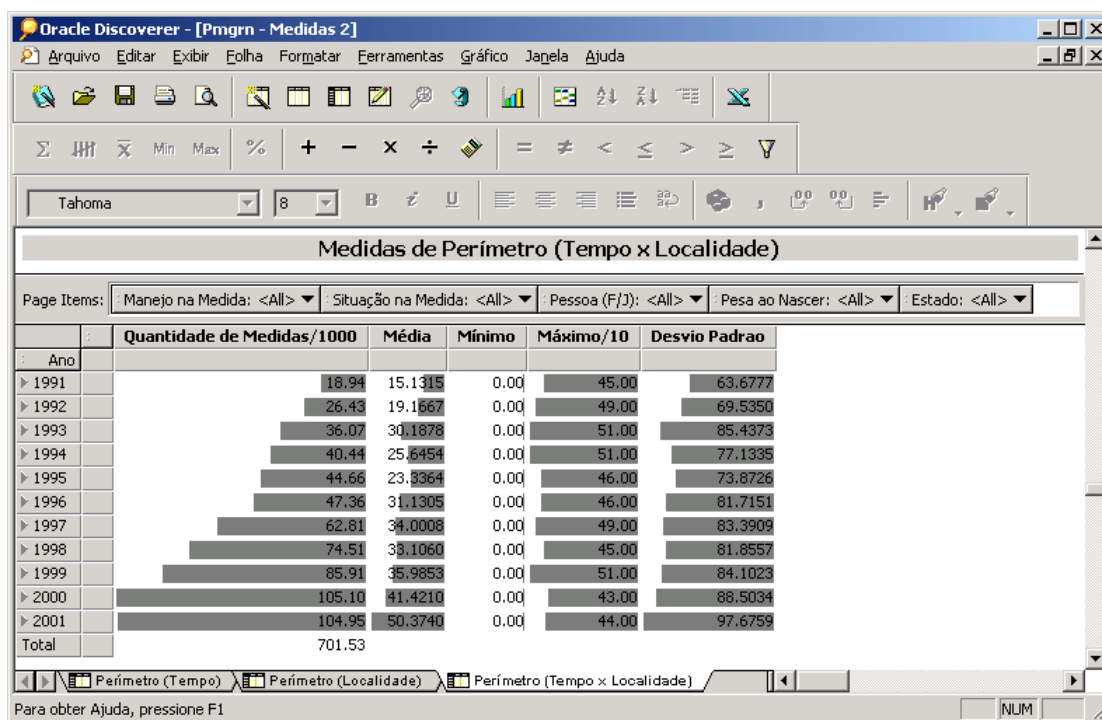 Oracle Discoverer - [Pmgrn - Medidas 2]
Arquivo Editar Exibir Folha Formatar Ferramentas Gráfico Janela Ajuda
Σ X Min Max % + − × ÷ = ≠ < ≤ > ≥
Tahoma 8 B i U
Medidas de Perímetro (Tempo x Localidade)
Page Items: Manejo na Medida: <All> Situação na Medida: <All> Pessoa (F/J): <All> Pesa ao Nascer: <All> Estado: <All>
Quantidade de Medidas/1000 Média Mínimo Máximo/10 Desvio Padrao
Ano
1991 18.94 15.1315 0.00 45.00 63.6777
1992 26.43 19.1667 0.00 49.00 69.5350
1993 36.07 30.1878 0.00 51.00 85.4373
1994 40.44 25.6454 0.00 51.00 77.1335
1995 44.66 23.3364 0.00 46.00 73.8726
1996 47.36 31.1305 0.00 46.00 81.7151
1997 62.81 34.0008 0.00 49.00 83.3909
1998 74.51 33.1060 0.00 45.00 81.8557
1999 85.91 35.9853 0.00 51.00 84.1023
2000 105.10 41.4210 0.00 43.00 88.5034
2001 104.95 50.3740 0.00 44.00 97.6759
Total 701.53
Perímetro (Tempo) Perímetro (Localidade) Perímetro (Tempo x Localidade)
Para obter Ajuda, pressione F1 NUM